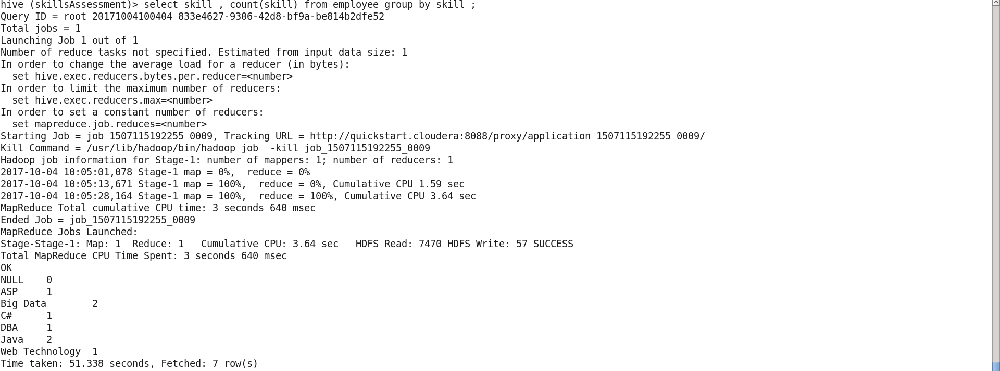 hive (skillsAssessment)> select skill , count(skill) from employee group by skill ;
Query ID = root_20171004100404_833e4627-9306-42d8-bf9a-be814b2dfe52
Total jobs = 1
Launching Job 1 out of 1
Number of reduce tasks not specified. Estimated from input data size: 1
In order to change the average load for a reducer (in bytes):
  set hive.exec.reducers.bytes.per.reducer=<number>
In order to limit the maximum number of reducers:
  set hive.exec.reducers.max=<number>
In order to set a constant number of reducers:
  set mapreduce.job.reduces=<number>
Starting Job = job_1507115192255_0009, Tracking URL = http://quickstart.cloudera:8088/proxy/application_1507115192255_0009/
Kill Command = /usr/lib/hadoop/bin/hadoop job  -kill job_1507115192255_0009
Hadoop job information for Stage-1: number of mappers: 1; number of reducers: 1
2017-10-04 10:05:01,078 Stage-1 map = 0%,  reduce = 0%
2017-10-04 10:05:13,671 Stage-1 map = 100%,  reduce = 0%, Cumulative CPU 1.59 sec
2017-10-04 10:05:28,164 Stage-1 map = 100%,  reduce = 100%, Cumulative CPU 3.64 sec
MapReduce Total cumulative CPU time: 3 seconds 640 msec
Ended Job = job_1507115192255_0009
MapReduce Jobs Launched:
Stage-Stage-1: Map: 1  Reduce: 1   Cumulative CPU: 3.64 sec   HDFS Read: 7470 HDFS Write: 57 SUCCESS
Total MapReduce CPU Time Spent: 3 seconds 640 msec
OK
NULL    0
ASP     1
Big Data        2
C#      1
DBA     1
Java    2
Web Technology  1
Time taken: 51.338 seconds, Fetched: 7 row(s)